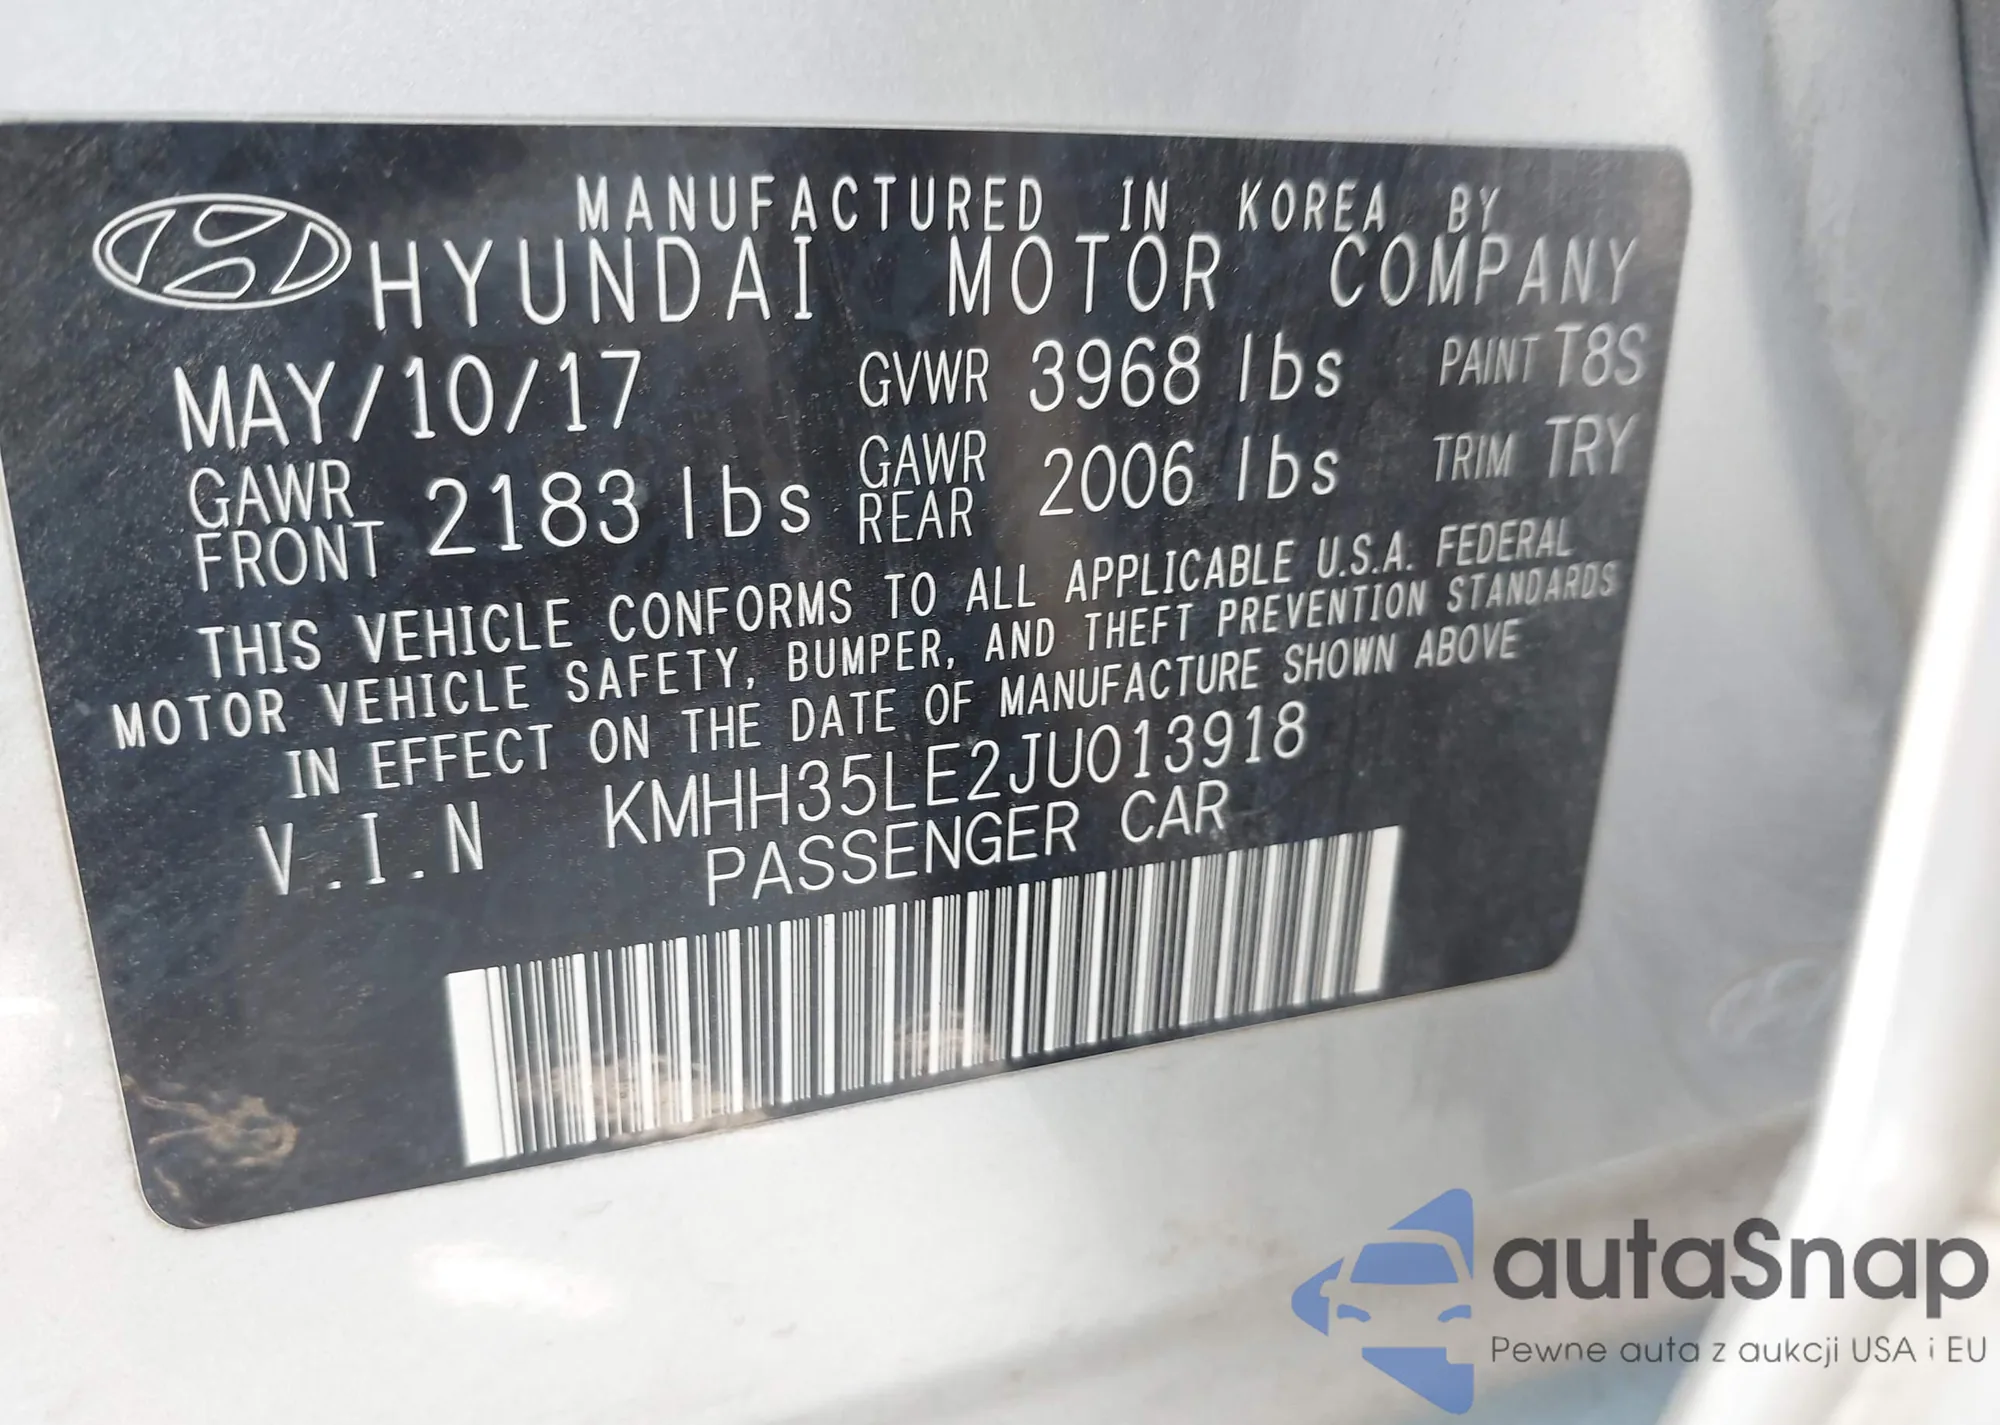 MANUFACTURED IN KOREA BY
HYUNDAI MOTOR COMPANY
MAY/10/17 GVWR 3968 lbs PAINT T8S
GAWR FRONT 2183 lbs GAWR REAR 2006 lbs TRIM TRY
THIS VEHICLE CONFORMS TO ALL APPLICABLE U.S.A. FEDERAL
MOTOR VEHICLE SAFETY, BUMPER, AND THEFT PREVENTION STANDARDS
IN EFFECT ON THE DATE OF MANUFACTURE SHOWN ABOVE
V.I.N KMHH35LE2JU013918
PASSENGER CAR
autaSnap
Pewne auta z aukcji USA i EU